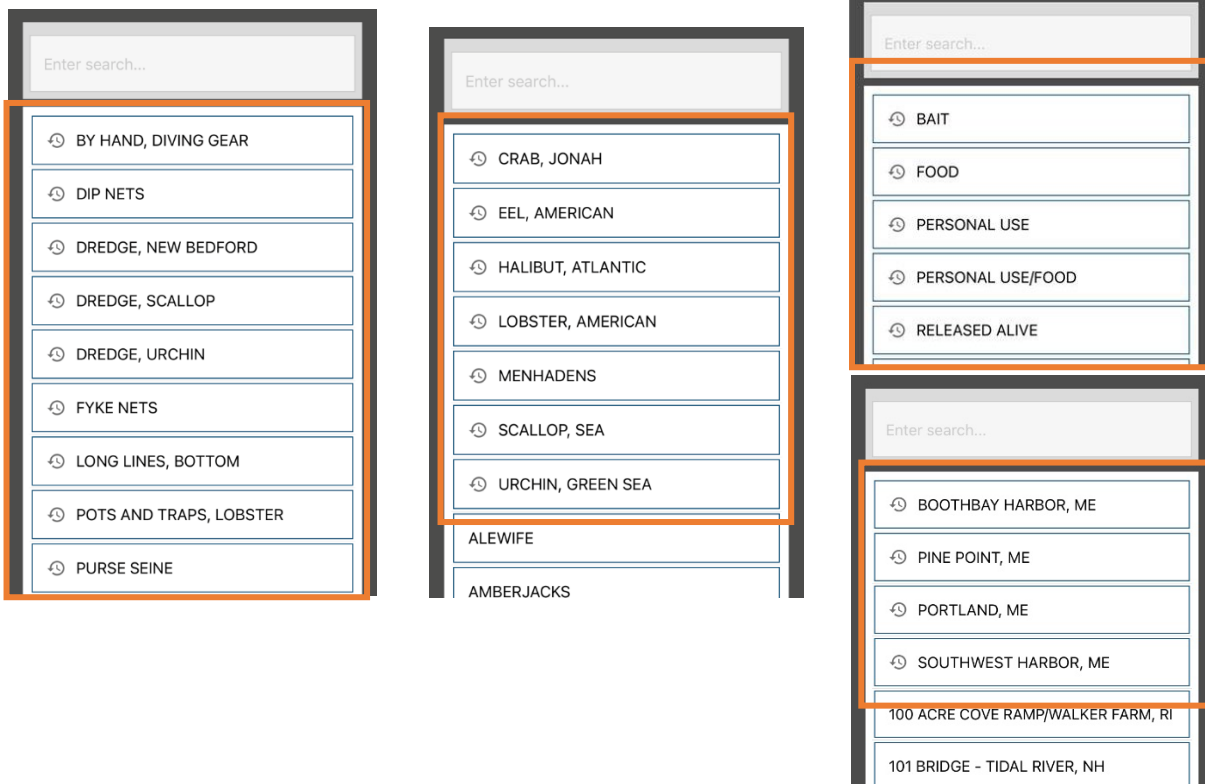 Enter search...
BY HAND, DIVING GEAR
DIP NETS
DREDGE, NEW BEDFORD
DREDGE, SCALLOP
DREDGE, URCHIN
FYKE NETS
LONG LINES, BOTTOM
POTS AND TRAPS, LOBSTER
PURSE SEINE
Enter search...
CRAB, JONAH
EEL, AMERICAN
HALIBUT, ATLANTIC
LOBSTER, AMERICAN
MENHADENS
SCALLOP, SEA
URCHIN, GREEN SEA
ALEWIFE
AMBERJACKS
Enter search...
BAIT
FOOD
PERSONAL USE
PERSONAL USE/FOOD
RELEASED ALIVE
Enter search...
BOOTHBAY HARBOR, ME
PINE POINT, ME
PORTLAND, ME
SOUTHWEST HARBOR, ME
100 ACRE COVE RAMP/WALKER FARM, RI
101 BRIDGE - TIDAL RIVER, NH